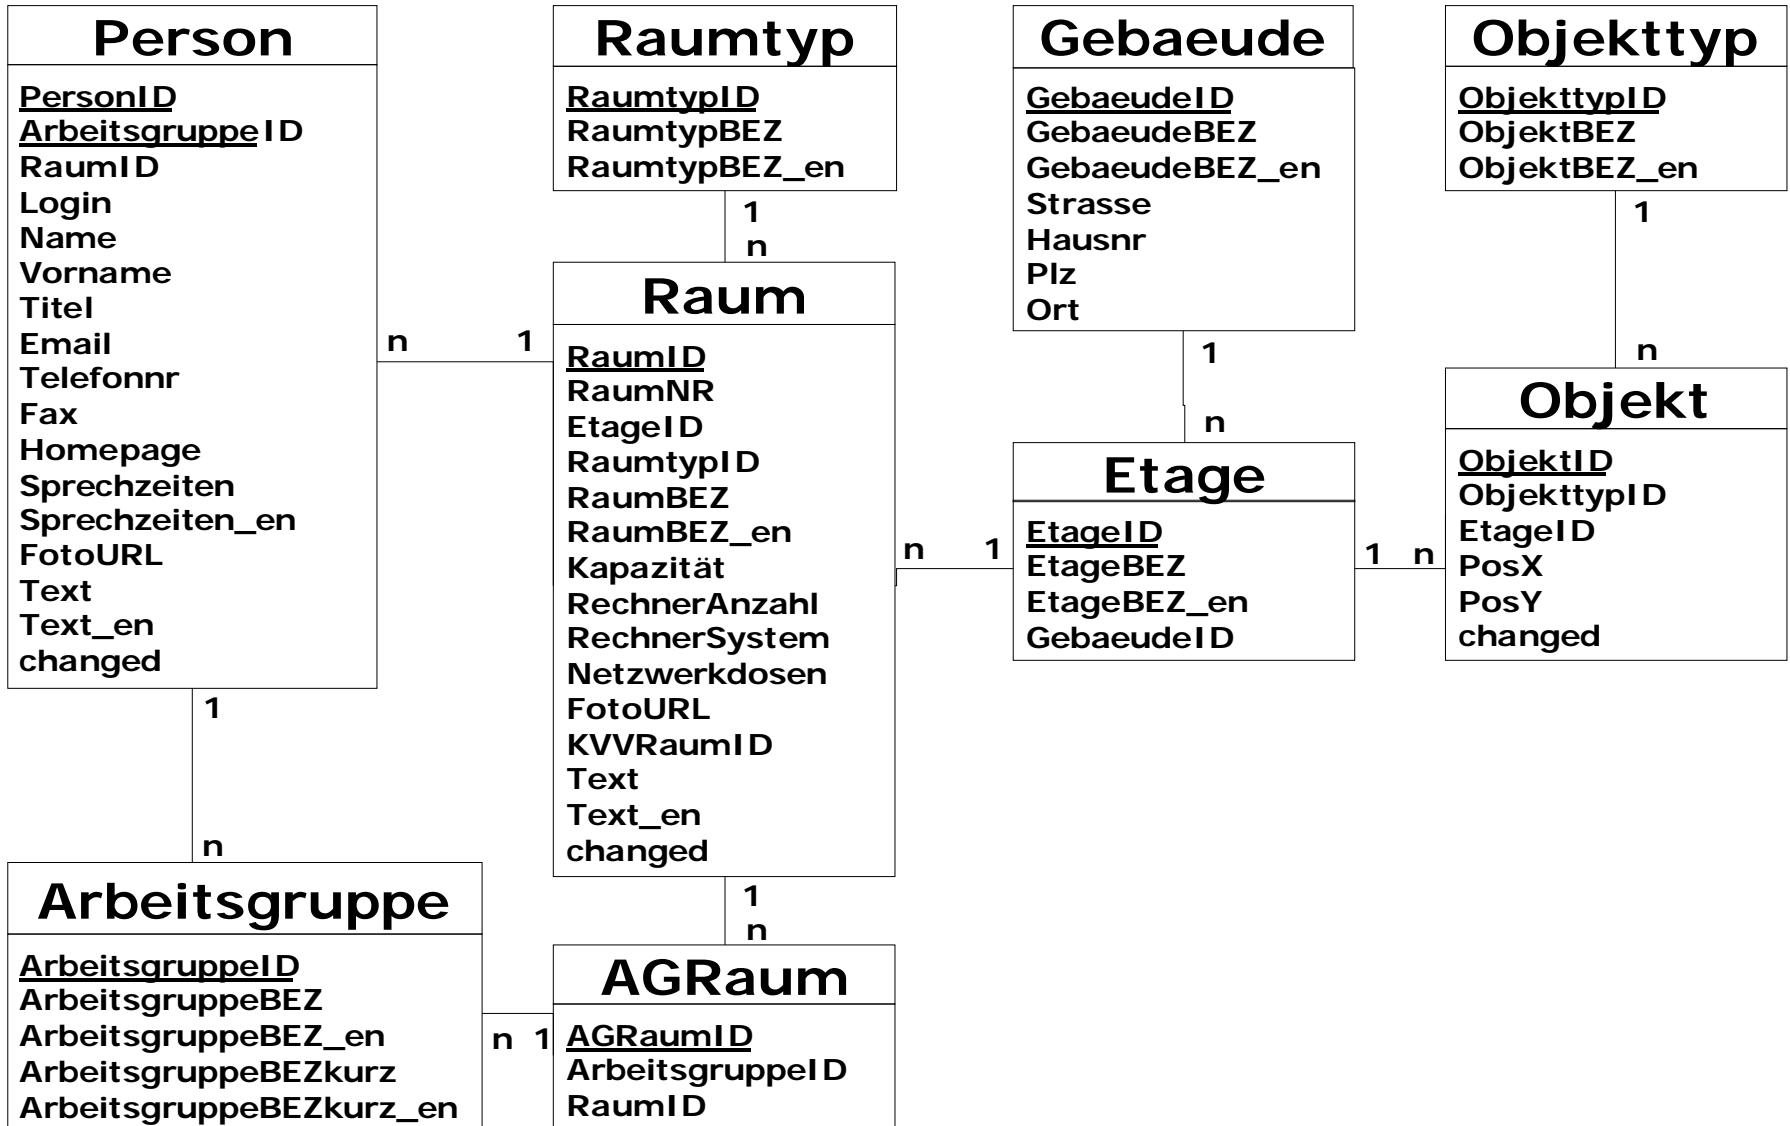 Person
PersonID
ArbeitsgruppeID
RaumID
Login
Name
Vorname
Titel
Email
Telefonnr
Fax
Homepage
Sprechzeiten
Sprechzeiten_en
FotoURL
Text
Text_en
changed
n 1
1
n
Arbeitsgruppe
ArbeitsgruppeID
ArbeitsgruppeBEZ
ArbeitsgruppeBEZ_en
ArbeitsgruppeBEZkurz
ArbeitsgruppeBEZkurz_en
n 1
Raumtyp
RaumtypID
RaumtypBEZ
RaumtypBEZ_en
1
n
Raum
RaumID
RaumNR
EtageID
RaumtypID
RaumBEZ
RaumBEZ_en
Kapazität
RechnerAnzahl
RechnerSystem
Netzwerkdosen
FotoURL
KVVRaumID
Text
Text_en
changed
1
n
AGRaum
AGRaumID
ArbeitsgruppeID
RaumID
n 1
Gebaeude
GebaeudeID
GebaeudeBEZ
GebaeudeBEZ_en
Strasse
Hausnr
Plz
Ort
1
n
Etage
EtageID
EtageBEZ
EtageBEZ_en
GebaeudeID
1 n
Objekttyp
ObjekttypID
ObjektBEZ
ObjektBEZ_en
1
n
Objekt
ObjektID
ObjekttypID
EtageID
PosX
PosY
changed